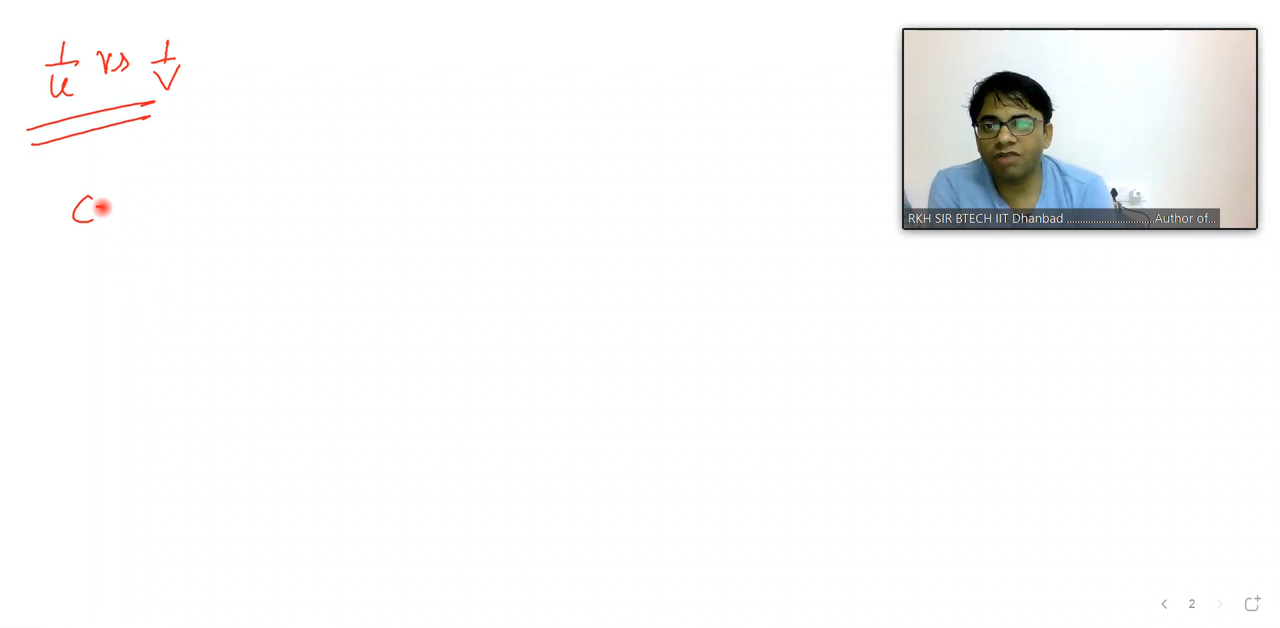 1/u vs 1/V
C
RKH SIR BTECH IIT Dhanbad ..................................Author of...
2